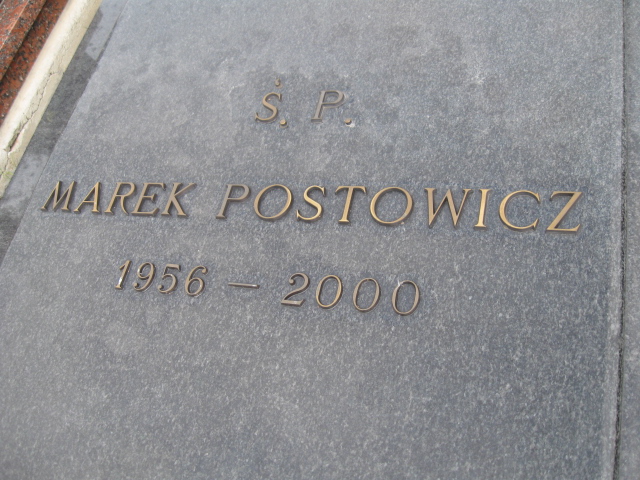 Ś. P.
MAREK POSTOWICZ
1956 – 2000